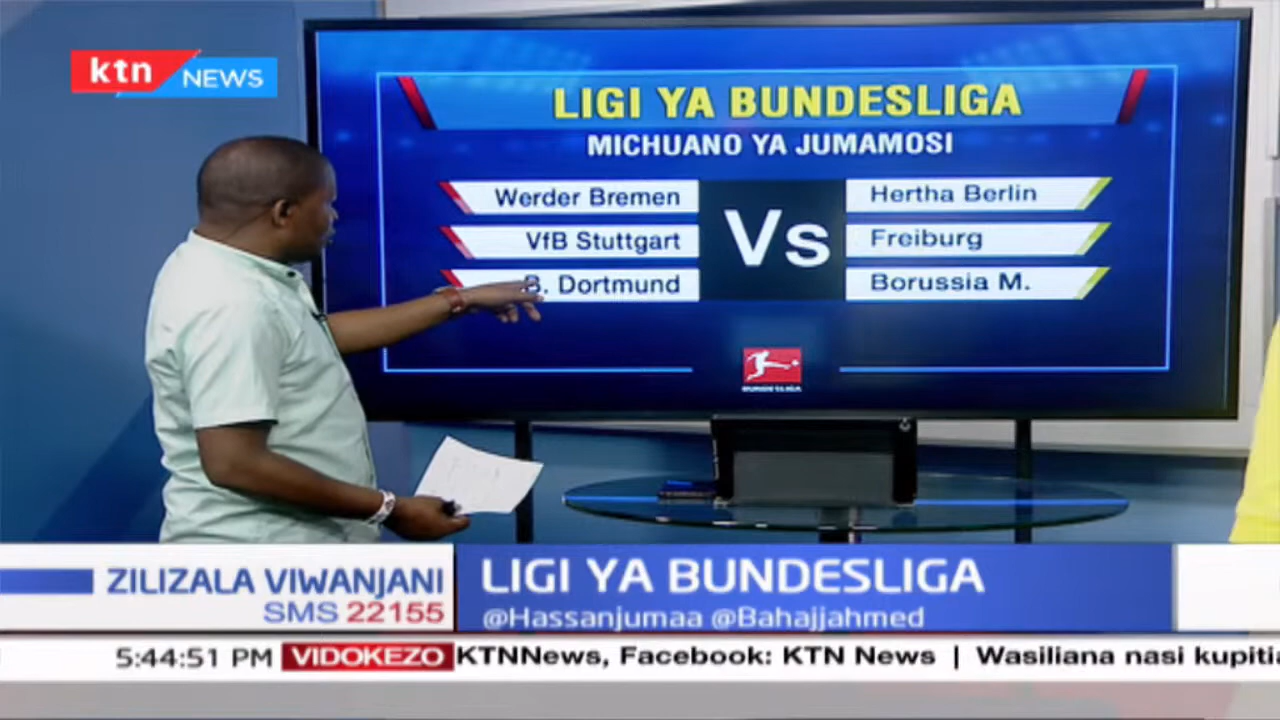 ktn NEWS
LIGI YA BUNDESLIGA
MICHUANO YA JUMAMOSI
Werder Bremen Vs Hertha Berlin
VfB Stuttgart Freiburg
B. Dortmund Borussia M.
BUNDESLIGA
ZILIZALA VIWANJANI
SMS 22155
LIGI YA BUNDESLIGA
@Hassanjumaa @Bahajjahmed
5:44:51 PM VIDOKEZO KTNNews, Facebook: KTN News | Wasiliana nasi kupitia